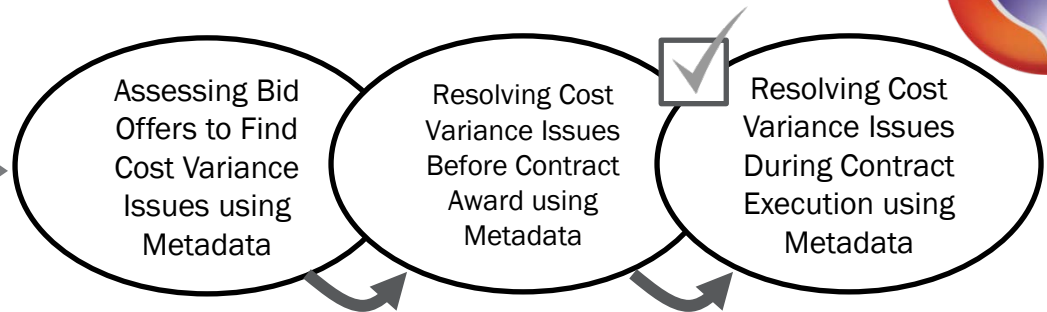 Assessing Bid
Offers to Find
Cost Variance
Issues using
Metadata
Resolving Cost
Variance Issues
Before Contract
Award using
Metadata
Resolving Cost
Variance Issues
During Contract
Execution using
Metadata